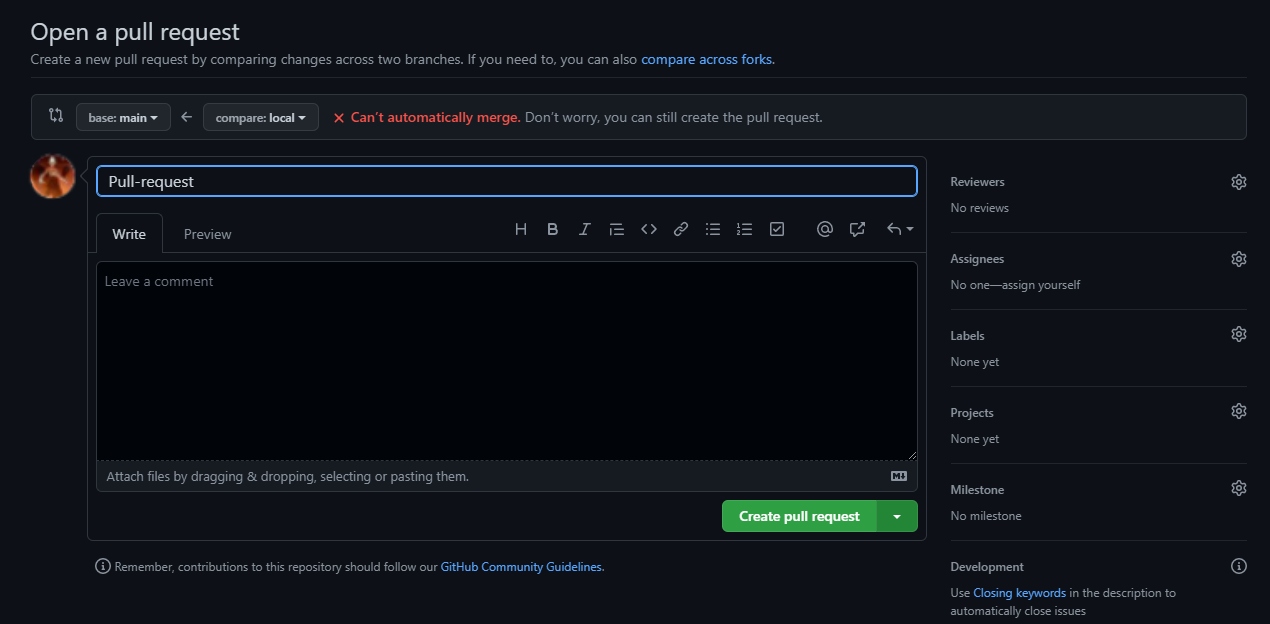 Open a pull request
Create a new pull request by comparing changes across two branches. If you need to, you can also compare across forks.
base: main
compare: local
Can't automatically merge. Don't worry, you can still create the pull request.
Pull-request
Write
Preview
Leave a comment
Attach files by dragging & dropping, selecting or pasting them.
Create pull request
Remember, contributions to this repository should follow our GitHub Community Guidelines.
Reviewers
No reviews
Assignees
No one—assign yourself
Labels
None yet
Projects
None yet
Milestone
No milestone
Development
Use Closing keywords in the description to
automatically close issues